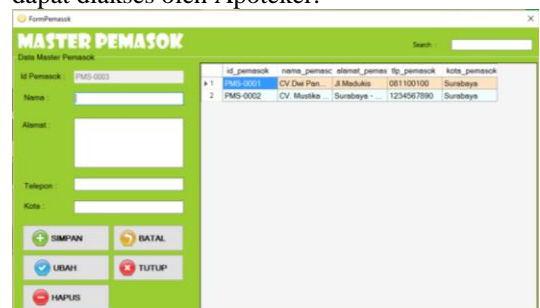 dapat diakses oleh Apoteker.
FormPemasok
MASTER PEMASOK
Search :
Data Master Pemasok
Id Pemasok : PMS-0003
Nama :
Alamat :
Telepon :
Kota :
SIMPAN BATAL
UBAH TUTUP
HAPUS
id_pemasok nama_pemasc alamat_pemas tlp_pemasok kota_pemasok
1 PMS-0001 CV.Dwi Pan... Jl.Madukis 081100100 Surabaya
2 PMS-0002 CV. Mustika ... Surabaya - ... 1234567890 Surabaya